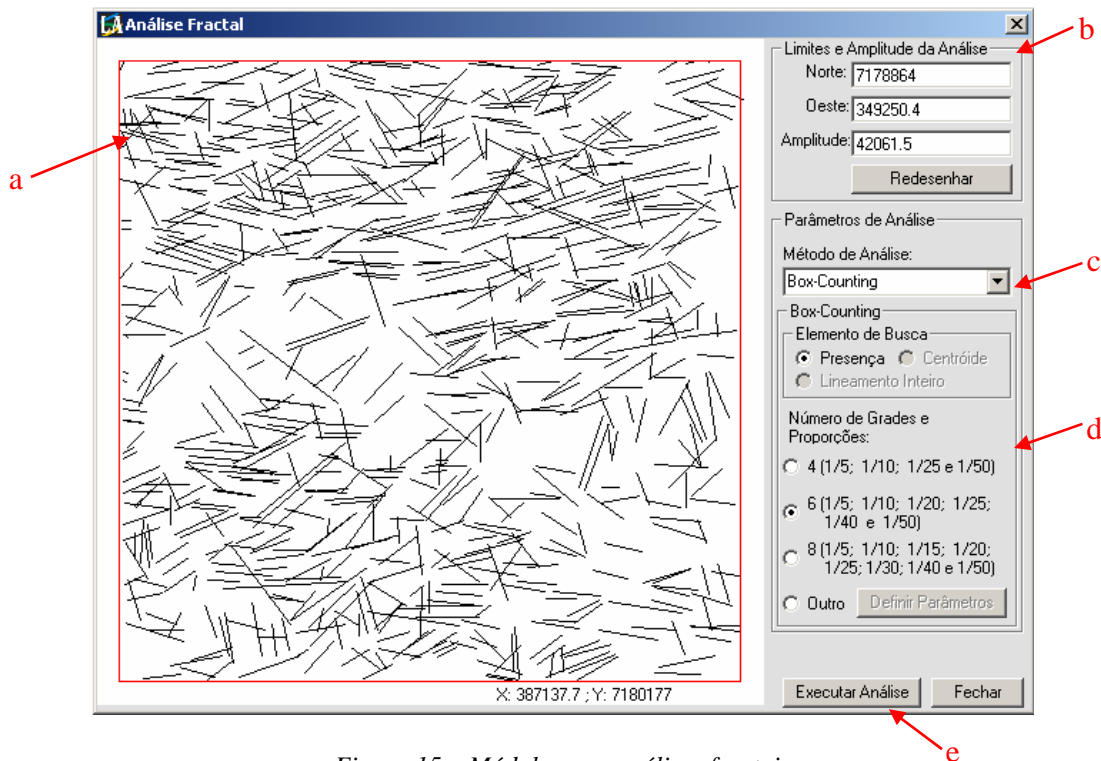 Análise Fractal
a
b
Limites e Amplitude da Análise
Norte: 7178864
Oeste: 349250.4
Amplitude: 42061.5
Redesenhar
Parâmetros de Análise
Método de Análise:
Box-Counting
c
Box-Counting
Elemento de Busca
Presença Centróide
Lineamento Inteiro
Número de Grades e
Proporções:
d
4 (1/5; 1/10; 1/25 e 1/50)
6 (1/5; 1/10; 1/20; 1/25;
1/40 e 1/50)
8 (1/5; 1/10; 1/15; 1/20;
1/25; 1/30; 1/40 e 1/50)
Outro Definir Parâmetros
X: 387137.7 ; Y: 7180177
Executar Análise Fechar
e